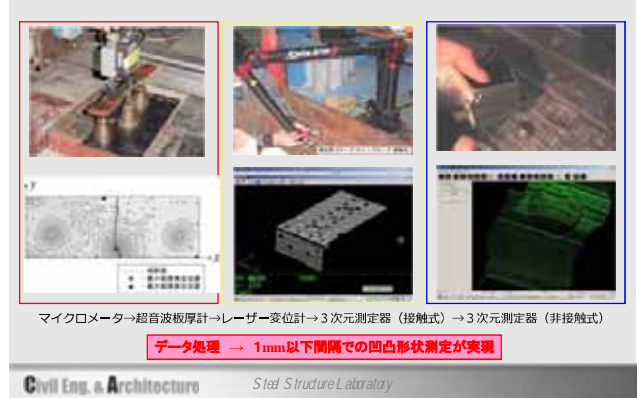 y
x
マイクロメータ→超音波板厚計→レーザー変位計→３次元測定器（接触式）→３次元測定器（非接触式）
データ処理 → 1mm以下間隔での凹凸形状測定が実現
Civil Eng. & Architecture
Steel Structure Laboratory